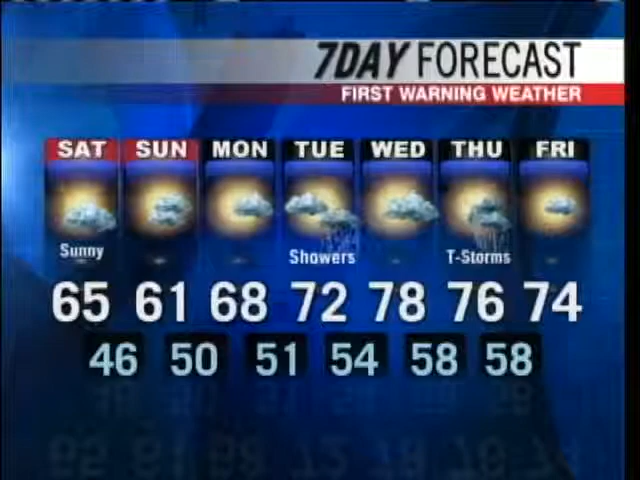 7DAY FORECAST
FIRST WARNING WEATHER
SAT SUN MON TUE WED THU FRI
Sunny Showers T-Storms
65 61 68 72 78 76 74
46 50 51 54 58 58